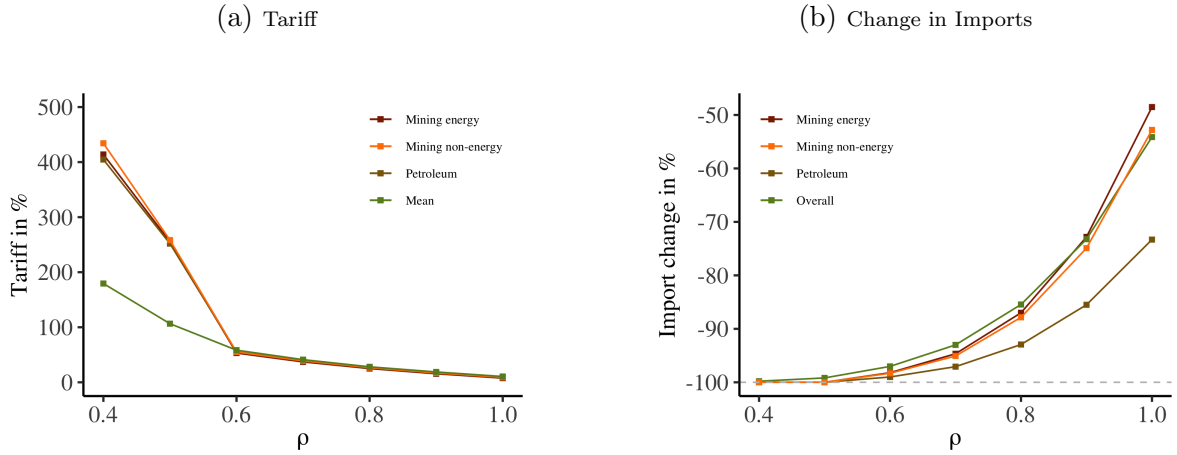 (a) Tariff
500
400
300
200
100
0
Tariff in %
0.4
0.6
0.8
1.0
ρ
Mining energy
Mining non-energy
Petroleum
Mean
(b) Change in Imports
-50
-60
-70
-80
-90
-100
Import change in %
0.4
0.6
0.8
1.0
ρ
Mining energy
Mining non-energy
Petroleum
Overall